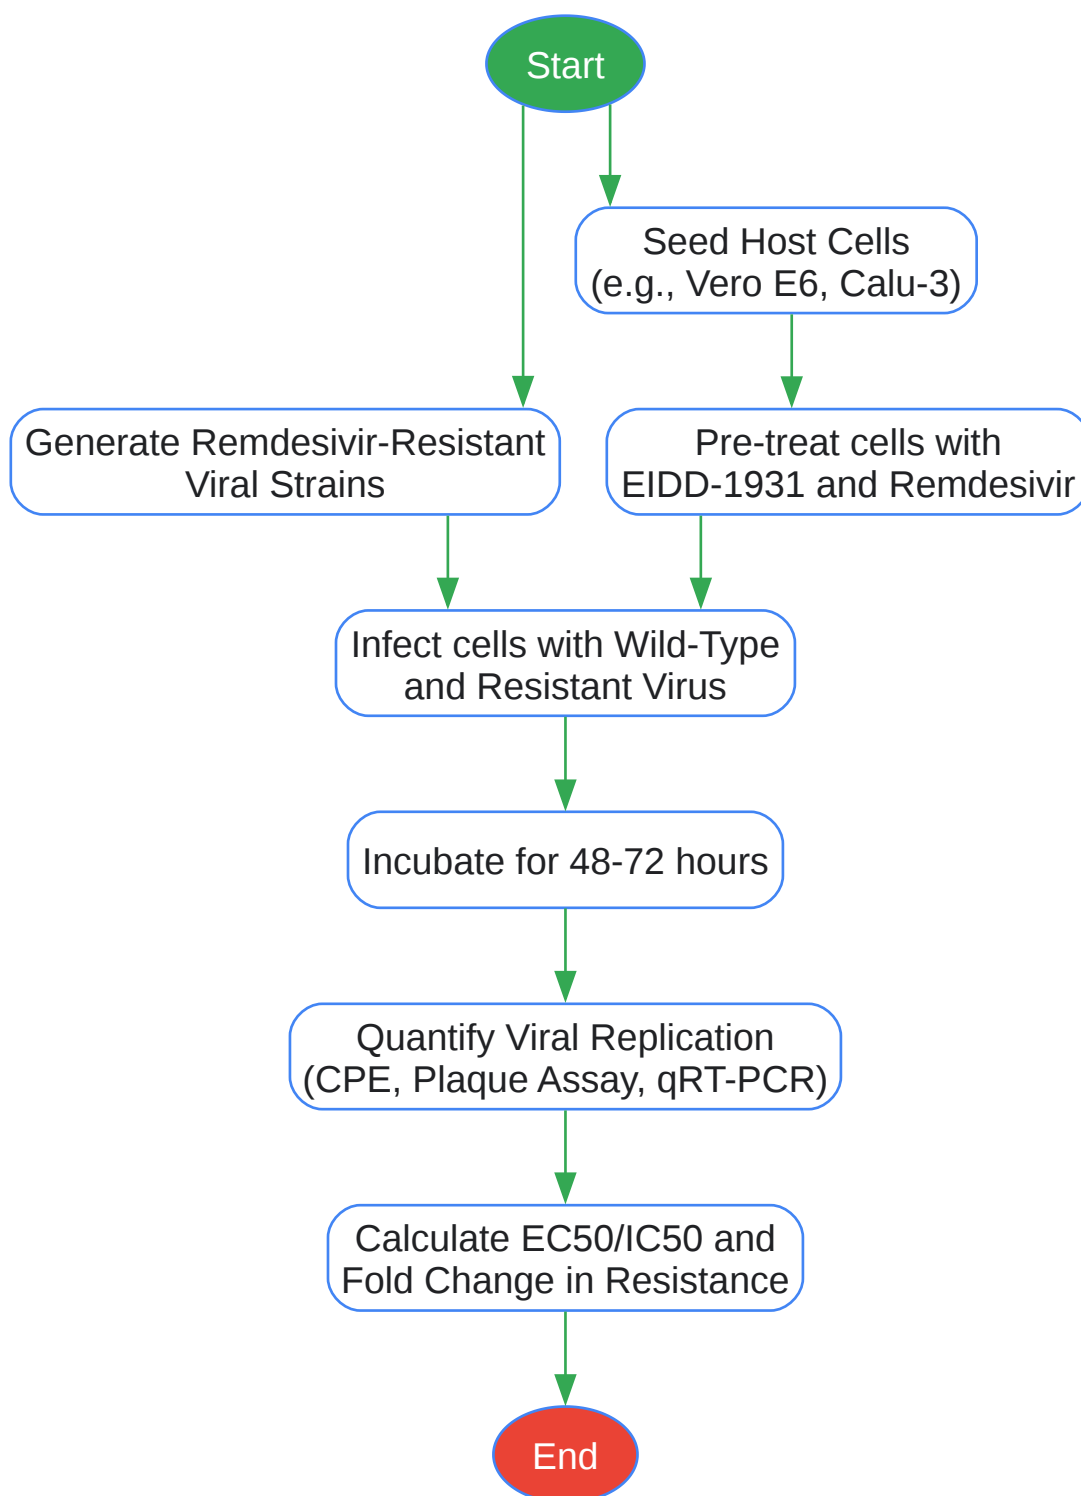 Start
Seed Host Cells
(e.g., Vero E6, Calu-3)
Generate Remdesivir-Resistant
Viral Strains
Pre-treat cells with
EIDD-1931 and Remdesivir
Infect cells with Wild-Type
and Resistant Virus
Incubate for 48-72 hours
Quantify Viral Replication
(CPE, Plaque Assay, qRT-PCR)
Calculate EC50/IC50 and
Fold Change in Resistance
End